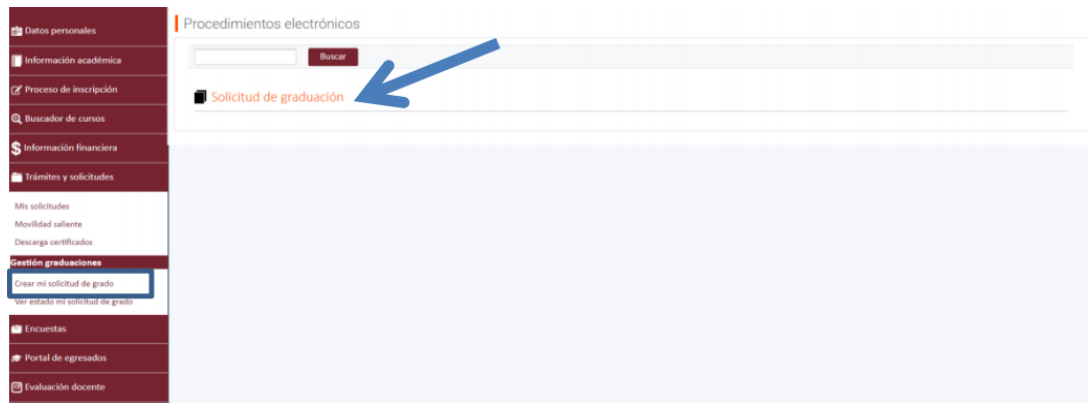 Datos personales
Información académica
Proceso de inscripción
Buscador de cursos
Información financiera
Trámites y solicitudes
Mis solicitudes
Movilidad saliente
Descarga certificados
Gestión graduaciones
Crear mi solicitud de grado
Ver estado mi solicitud de grado
Encuestas
Portal de egresados
Evaluación docente
Procedimientos electrónicos
Buscar
Solicitud de graduación